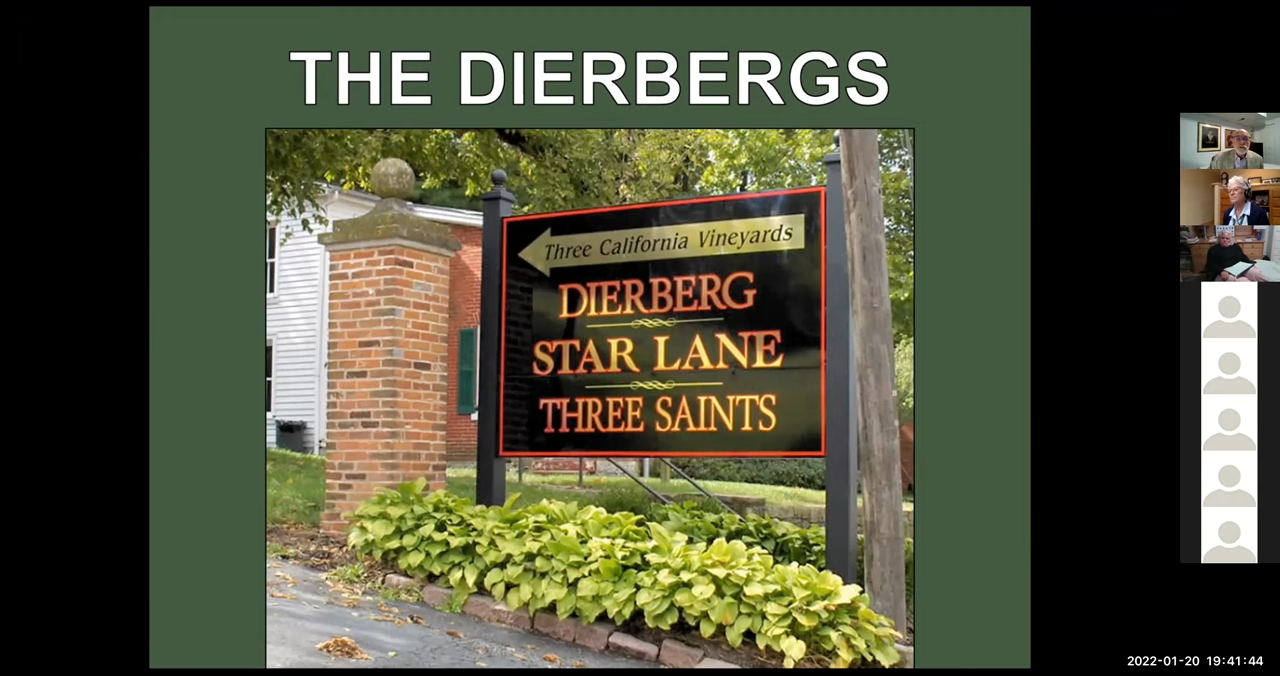 THE DIERBERGS
Three California Vineyards
DIERBERG
STAR LANE
THREE SAINTS
2022-01-20 19:41:44